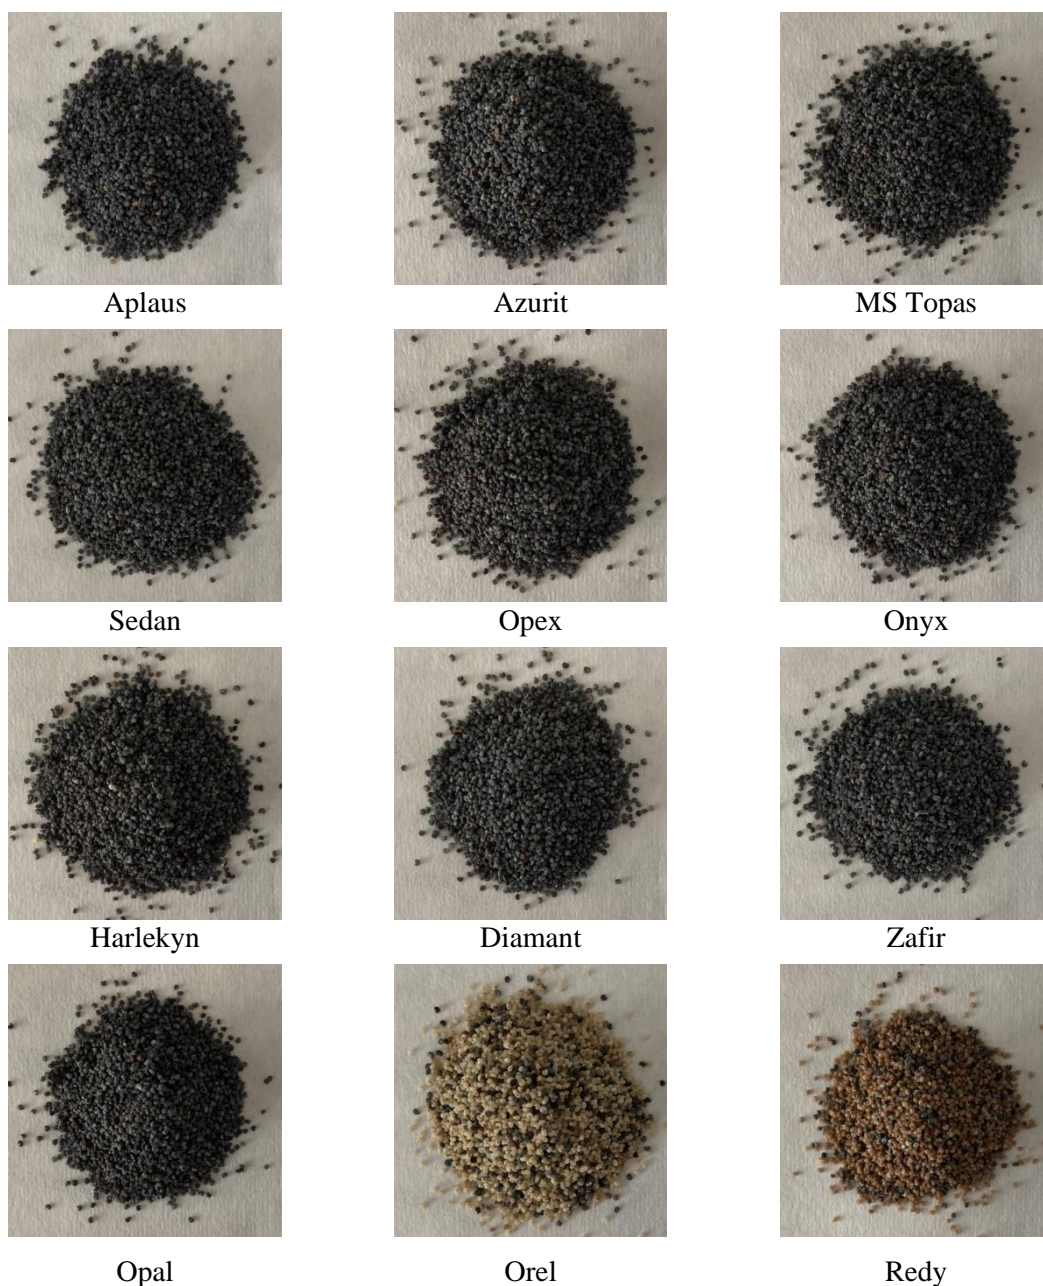 Aplaus
Azurit
MS Topas
Sedan
Opex
Onyx
Harlekyn
Diamant
Zafir
Opal
Orel
Redy